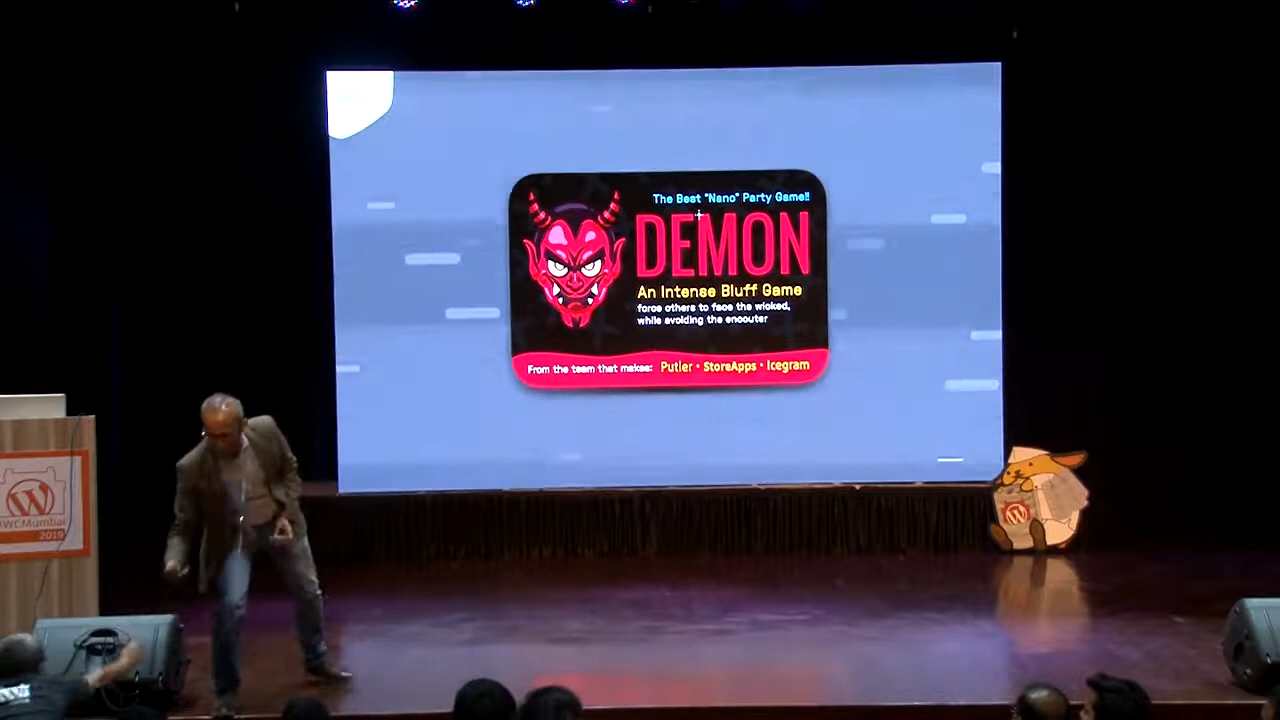 The Best "Nano" Party Game!!
DEMON
An Intense Bluff Game
force others to face the wicked,
while avoiding the encouter
From the team that makes: Putler • StoreApps • Icegram
WCMumbai
2019